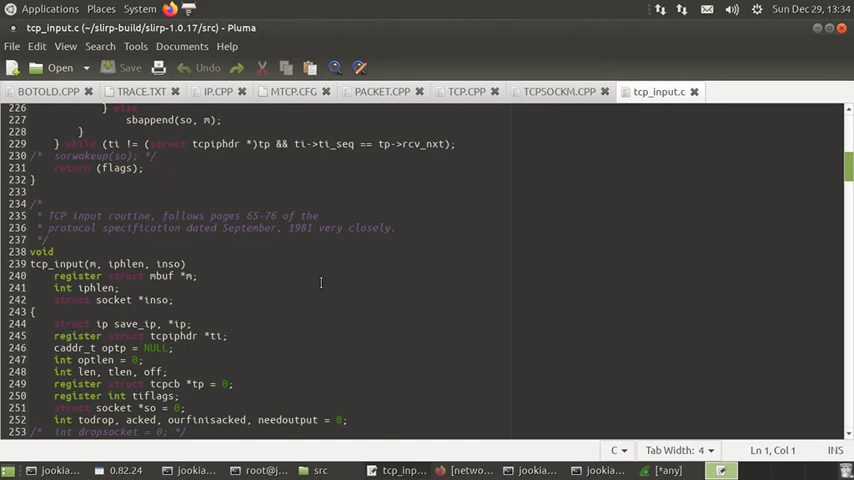 Applications Places System Sun Dec 29, 13:34
tcp_input.c (~/slirp-build/slirp-1.0.17/src) - Pluma
File Edit View Search Tools Documents Help
Open Save Undo
BOTOLD.CPP TRACE.TXT IP.CPP MTCP.CFG PACKET.CPP TCP.CPP TCPSOCKM.CPP tcp_input.c
226 } else
227 sbappend(so, m);
228 }
229 } while (ti != (struct tcpiphdr *)tp && ti->ti_seq == tp->rcv_nxt);
230 /* sorwakeup(so); */
231 return (flags);
232 }
233
234 /*
235 * TCP input routine, follows pages 65-76 of the
236 * protocol specification dated September, 1981 very closely.
237 */
238 void
239 tcp_input(m, iphlen, inso)
240 register struct mbuf *m;
241 int iphlen;
242 struct socket *inso;
243 {
244 struct ip save_ip, *ip;
245 register struct tcpiphdr *ti;
246 caddr_t optp = NULL;
247 int optlen = 0;
248 int len, tlen, off;
249 register struct tcpcb *tp = 0;
250 register int tiflags;
251 struct socket *so = 0;
252 int todrop, acked, ourfinisacked, needoutput = 0;
253 /* int dropsocket = 0; */
C Tab Width: 4 Ln 1, Col 1 INS
jookia... 0.82.24 jookia... root@j... src tcp_inp... [netwo... jookia... jookia... [*any]